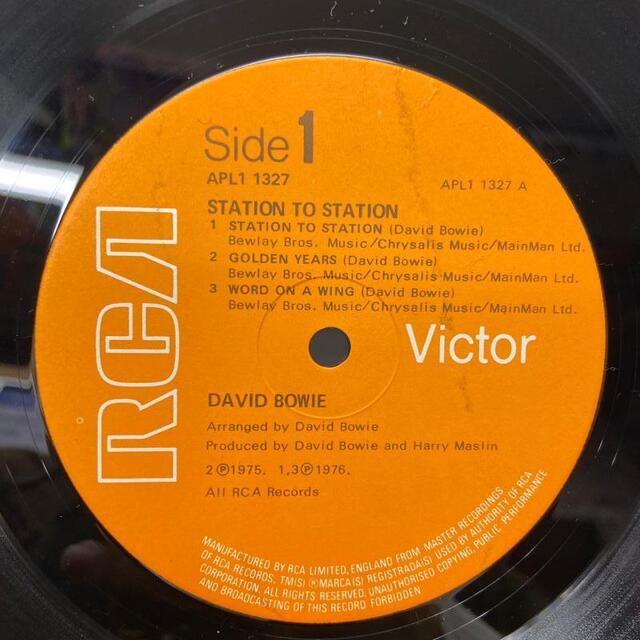 Side 1
APL1 1327
APL1 1327 A
STATION TO STATION
1 STATION TO STATION (David Bowie)
Bewlay Bros. Music/Chrysalis Music/MainMan Ltd.
2 GOLDEN YEARS (David Bowie)
Bewlay Bros. Music/Chrysalis Music/MainMan Ltd.
3 WORD ON A WING (David Bowie)
Bewlay Bros. Music/Chrysalis Music/MainMan Ltd.
RCA
Victor
DAVID BOWIE
Arranged by David Bowie
Produced by David Bowie and Harry Maslin
2 Ⓟ 1975. 1,3 Ⓟ 1976.
All RCA Records
MANUFACTURED BY RCA LIMITED, ENGLAND FROM MASTER RECORDINGS
OF RCA RECORDS. TM(S) ® MARCA(S) REGISTRADA(S) USED BY AUTHORITY OF RCA
CORPORATION. ALL RIGHTS RESERVED. UNAUTHORISED COPYING, PUBLIC PERFORMANCE
AND BROADCASTING OF THIS RECORD FORBIDDEN